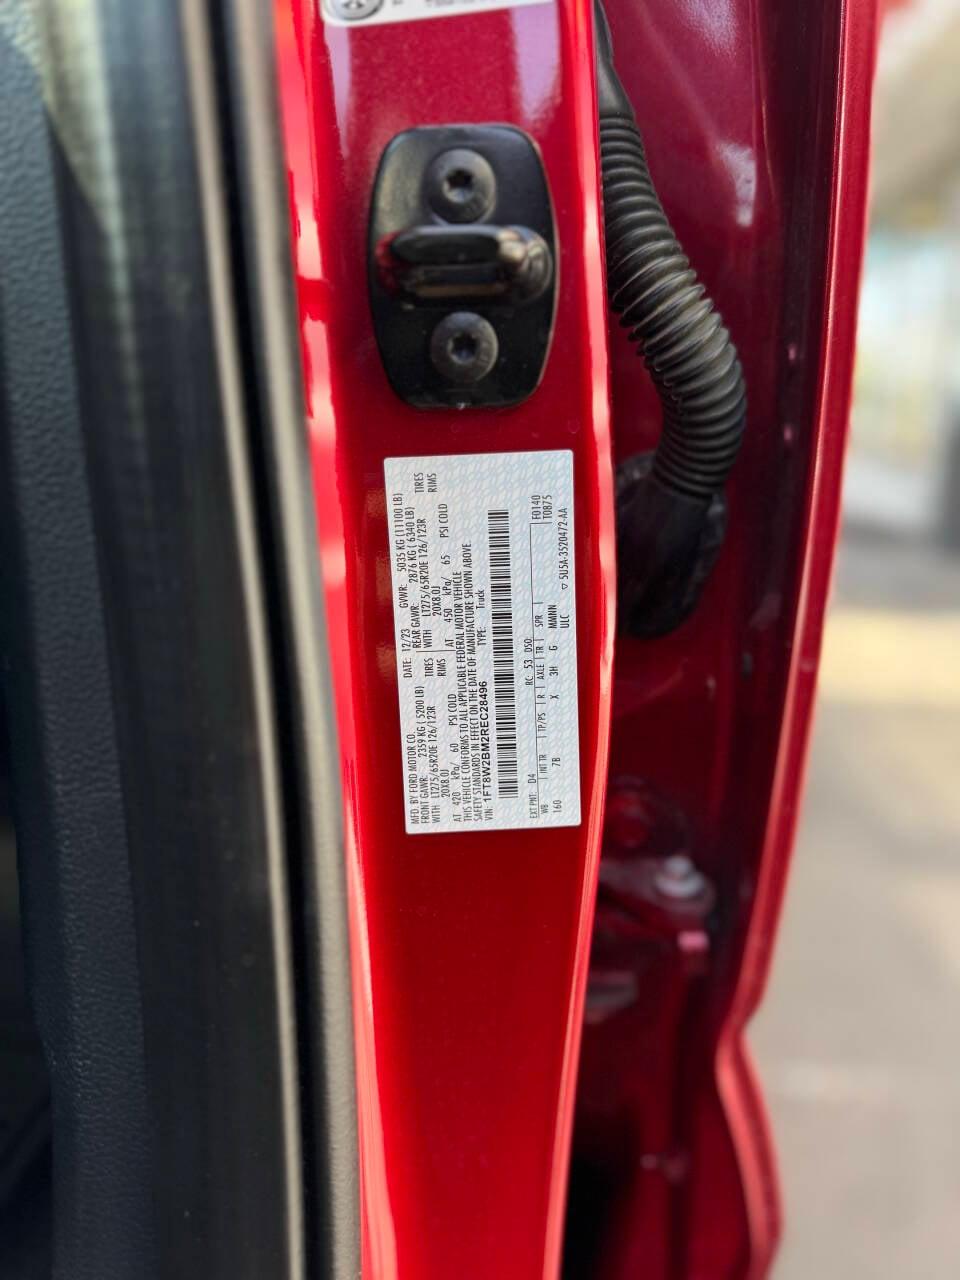 MFD. BY FORD MOTOR CO.
DATE: 12/23 GVWR: 5035 KG (11100 LB)
FRONT GAWR: 2359 KG ( 5200 LB) REAR GAWR: 2876 KG ( 6340 LB)
WITH LT275/65R20E 126/123R TIRES WITH LT275/65R20E 126/123R TIRES
20X8.0J RIMS 20X8.0J RIMS
AT 420 kPa/ 60 PSI COLD AT 450 kPa/ 65 PSI COLD
THIS VEHICLE CONFORMS TO ALL APPLICABLE FEDERAL MOTOR VEHICLE
SAFETY STANDARDS IN EFFECT ON THE DATE OF MANUFACTURE SHOWN ABOVE.
VIN: 1FT8W2BM2REC28496 TYPE: Truck
EXT PNT: D4 RC: 53 DSO: F0140
WB INT TR TP/PS R AXLE TR SPR T0875
160 7B X 3H G MMNN
ULC ▽ 5U5A-3520472-AA